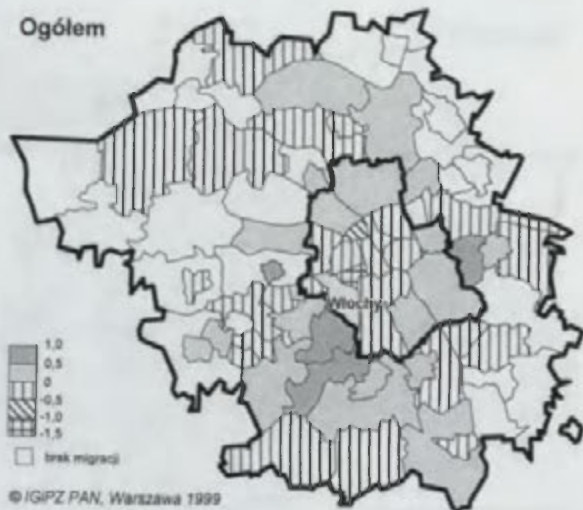 Ogółem
Włochy
1,0
0,5
0
-0,5
-1,0
-1,5
brak migracji
© IGiPZ PAN, Warszawa 1999